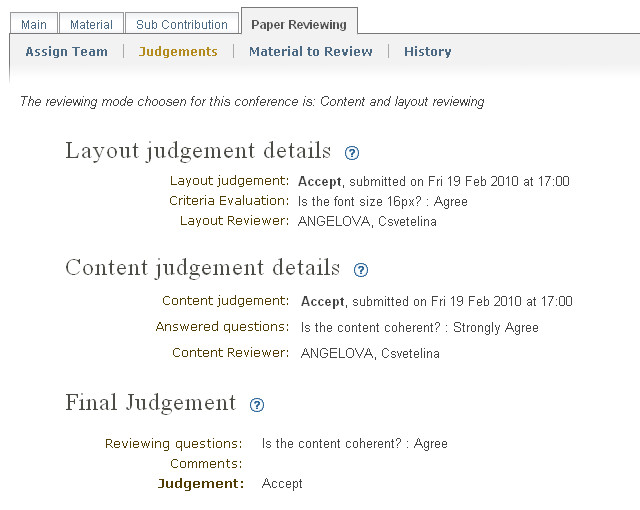 Main Material Sub Contribution Paper Reviewing
Assign Team Judgements Material to Review History
The reviewing mode choosen for this conference is: Content and layout reviewing
Layout judgement details ?
Layout judgement: Accept, submitted on Fri 19 Feb 2010 at 17:00
Criteria Evaluation: Is the font size 16px? : Agree
Layout Reviewer: ANGELOVA, Csvetelina
Content judgement details ?
Content judgement: Accept, submitted on Fri 19 Feb 2010 at 17:00
Answered questions: Is the content coherent? : Strongly Agree
Content Reviewer: ANGELOVA, Csvetelina
Final Judgement ?
Reviewing questions: Is the content coherent? : Agree
Comments:
Judgement: Accept